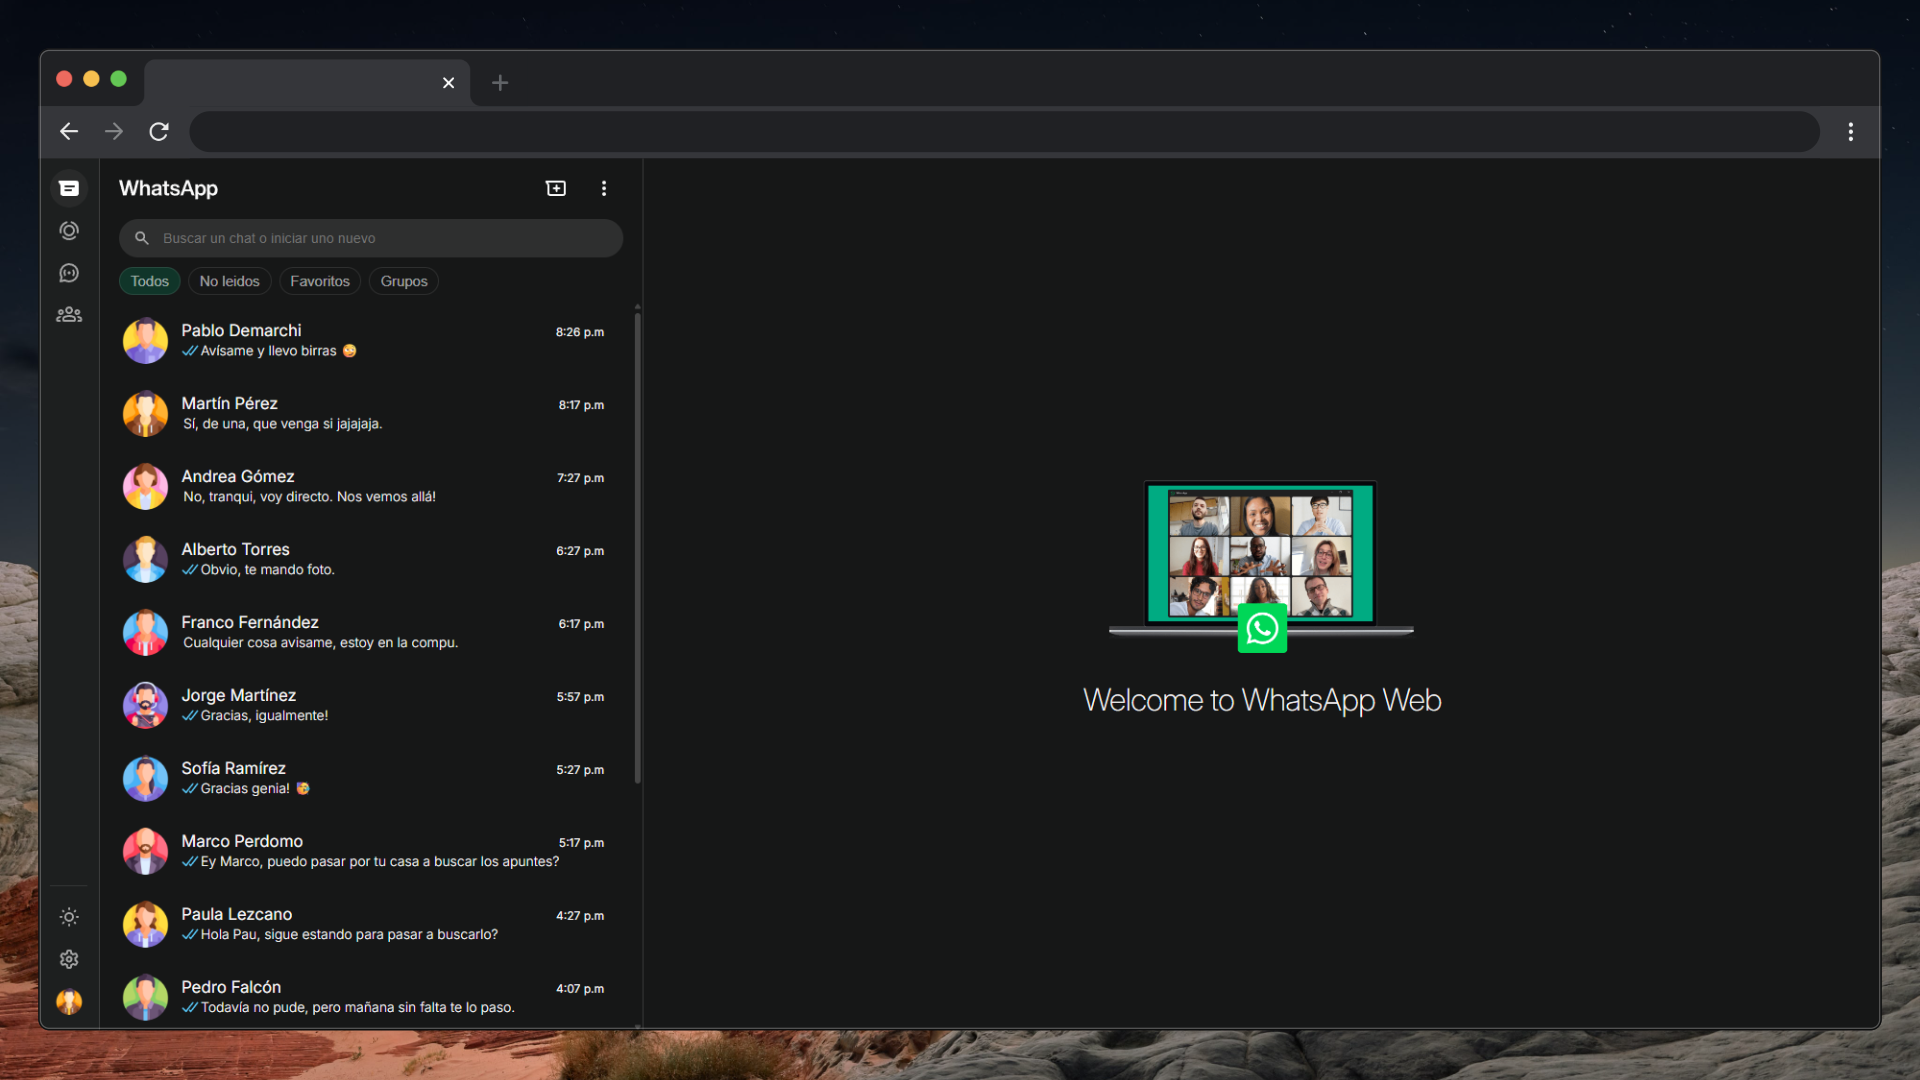 WhatsApp
Buscar un chat o iniciar uno nuevo
Todos No leidos Favoritos Grupos
Pablo Demarchi 8:26 p.m
Avísame y llevo birras
Martín Pérez 8:17 p.m
Sí, de una, que venga si jajajaja.
Andrea Gómez 7:27 p.m
No, tranqui, voy directo. Nos vemos allá!
Alberto Torres 6:27 p.m
Obvio, te mando foto.
Franco Fernández 6:17 p.m
Cualquier cosa avisame, estoy en la compu.
Jorge Martínez 5:57 p.m
Gracias, igualmente!
Sofía Ramírez 5:27 p.m
Gracias genia!
Marco Perdomo 5:17 p.m
Ey Marco, puedo pasar por tu casa a buscar los apuntes?
Paula Lezcano 4:27 p.m
Hola Pau, sigue estando para pasar a buscarlo?
Pedro Falcón 4:07 p.m
Todavía no pude, pero mañana sin falta te lo paso.
Welcome to WhatsApp Web